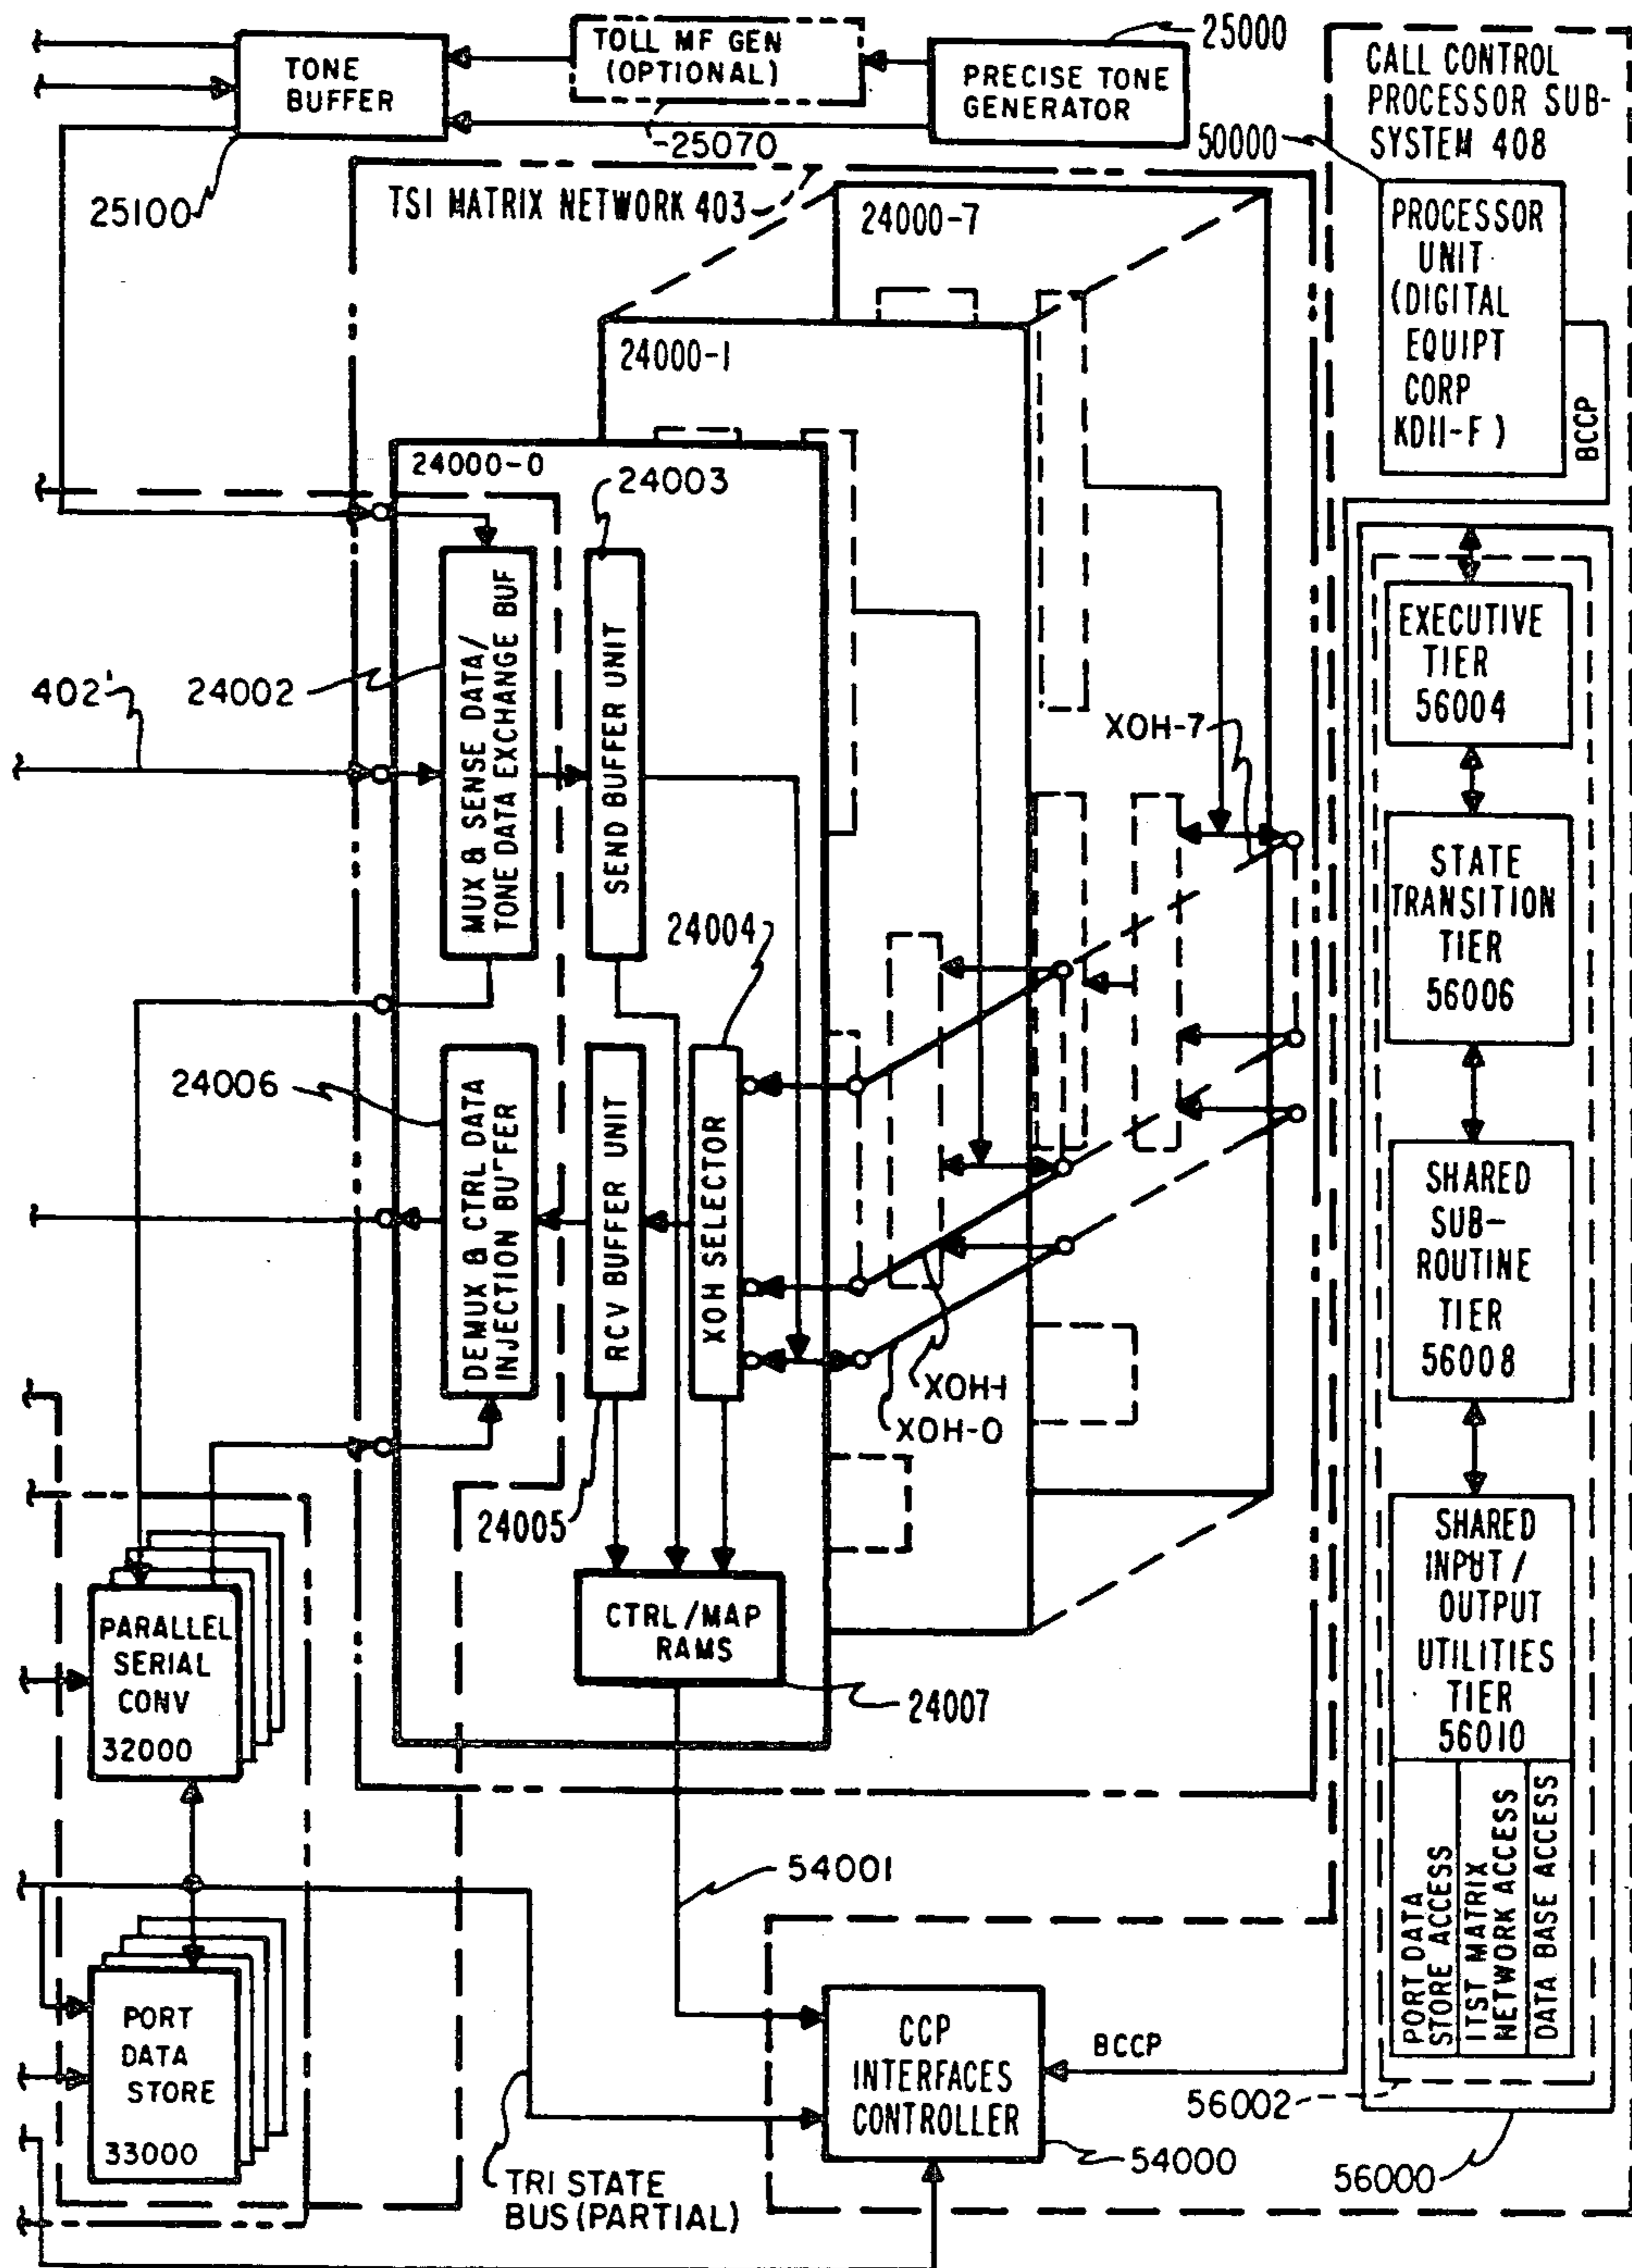 TONE
BUFFER
TOLL MF GEN
(OPTIONAL)
PRECISE TONE
GENERATOR
25000
25070
25100
CALL CONTROL
PROCESSOR SUB-
SYSTEM 408
50000
PROCESSOR
UNIT
(DIGITAL
EQUIPT
CORP
KD11-F)
BCCP
TSI MATRIX NETWORK 403
24000-7
24000-1
24000-0
24003
MUX & SENSE DATA/
TONE DATA EXCHANGE BUF
SEND BUFFER UNIT
402'
24002
XOH-7
24004
24006
DEMUX & CTRL DATA
INJECTION BUFFER
RCV BUFFER UNIT
XOH SELECTOR
XOH-1
XOH-0
24005
CTRL/MAP
RAMS
24007
EXECUTIVE
TIER
56004
STATE
TRANSITION
TIER
56006
SHARED
SUB-
ROUTINE
TIER
56008
SHARED
INPUT/
OUTPUT
UTILITIES
TIER
56010
PORT DATA
STORE ACCESS
ITST MATRIX
NETWORK ACCESS
DATA BASE ACCESS
PARALLEL
SERIAL
CONV
32000
54001
PORT
DATA
STORE
33000
CCP
INTERFACES
CONTROLLER
BCCP
54000
56002
56000
TRI STATE
BUS (PARTIAL)